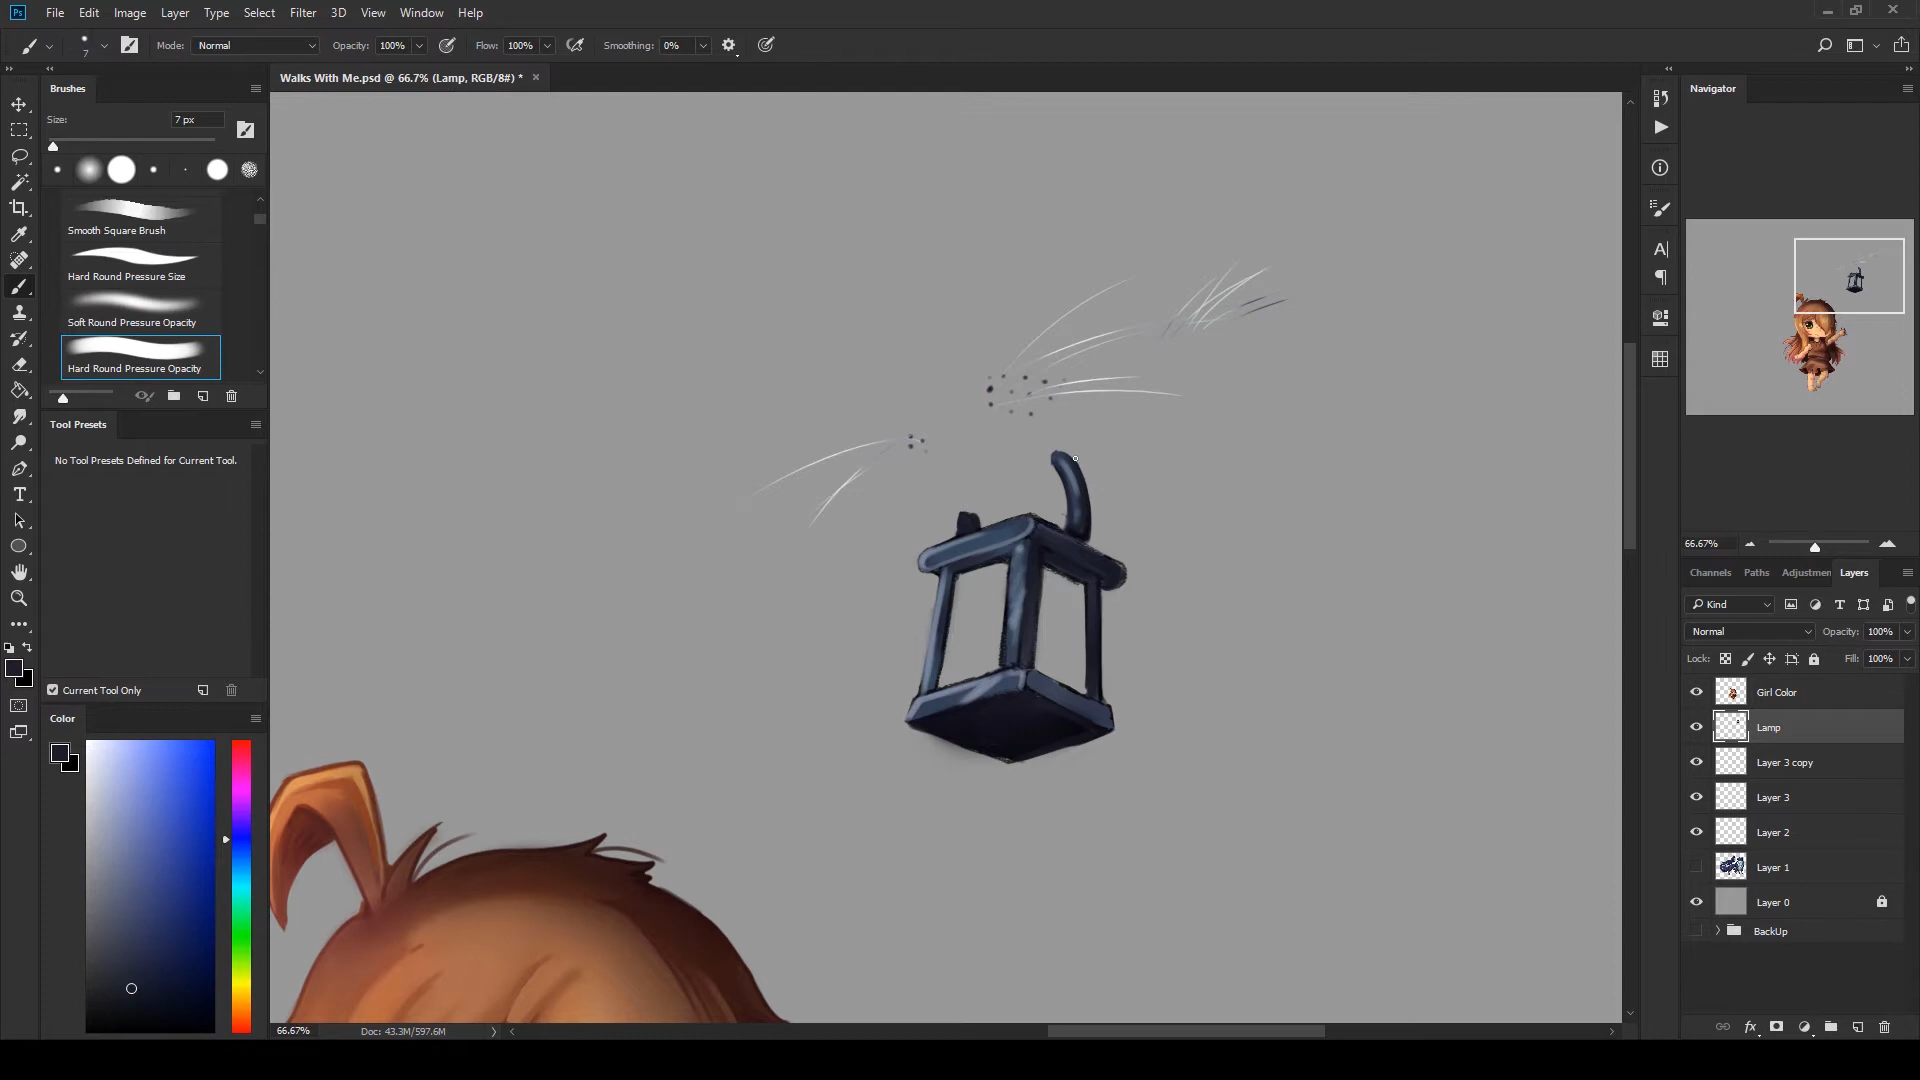 Ps File Edit Image Layer Type Select Filter 3D View Window Help
7 Mode: Normal Opacity: 100% Flow: 100% Smoothing: 0%
Walks With Me.psd @ 66.7% (Lamp, RGB/8#) * ×
Brushes
Size: 7 px
Smooth Square Brush
Hard Round Pressure Size
Soft Round Pressure Opacity
Hard Round Pressure Opacity
Tool Presets
No Tool Presets Defined for Current Tool.
Current Tool Only
Color
66.67% Doc: 43.3M/597.6M
Navigator
66.67%
Channels Paths Adjustmen Layers
Kind
Normal Opacity: 100%
Lock: Fill: 100%
Girl Color
Lamp
Layer 3 copy
Layer 3
Layer 2
Layer 1
Layer 0
BackUp